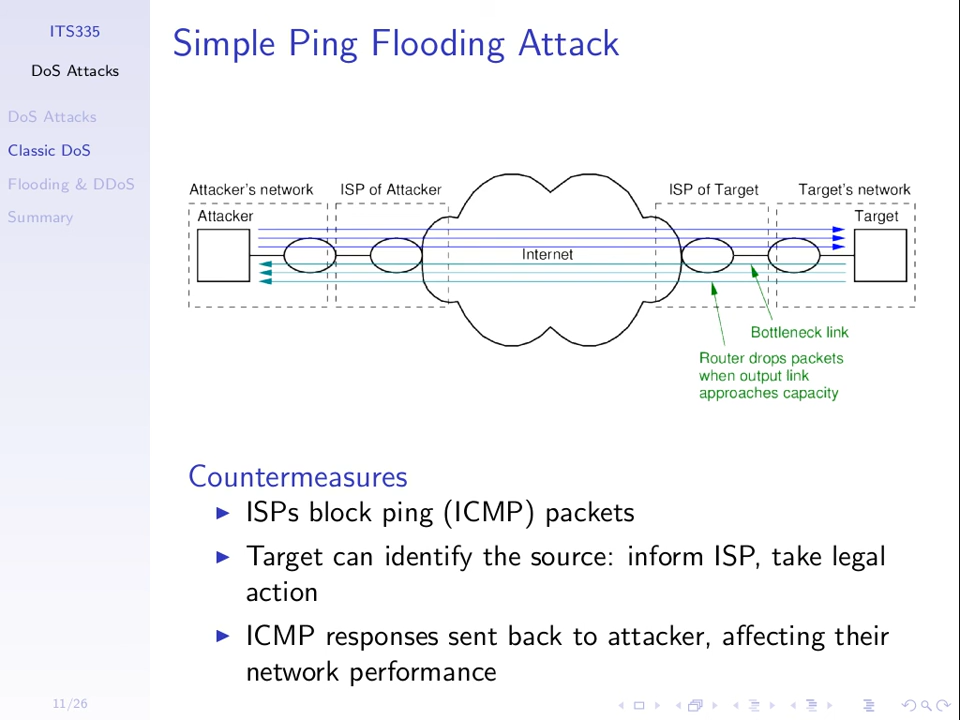 ITS335
DoS Attacks
DoS Attacks
Classic DoS
Flooding & DDoS
Summary
Simple Ping Flooding Attack
Attacker's network
ISP of Attacker
ISP of Target
Target's network
Attacker
Target
Internet
Bottleneck link
Router drops packets
when output link
approaches capacity
Countermeasures
ISPs block ping (ICMP) packets
Target can identify the source: inform ISP, take legal
action
ICMP responses sent back to attacker, affecting their
network performance
11/26